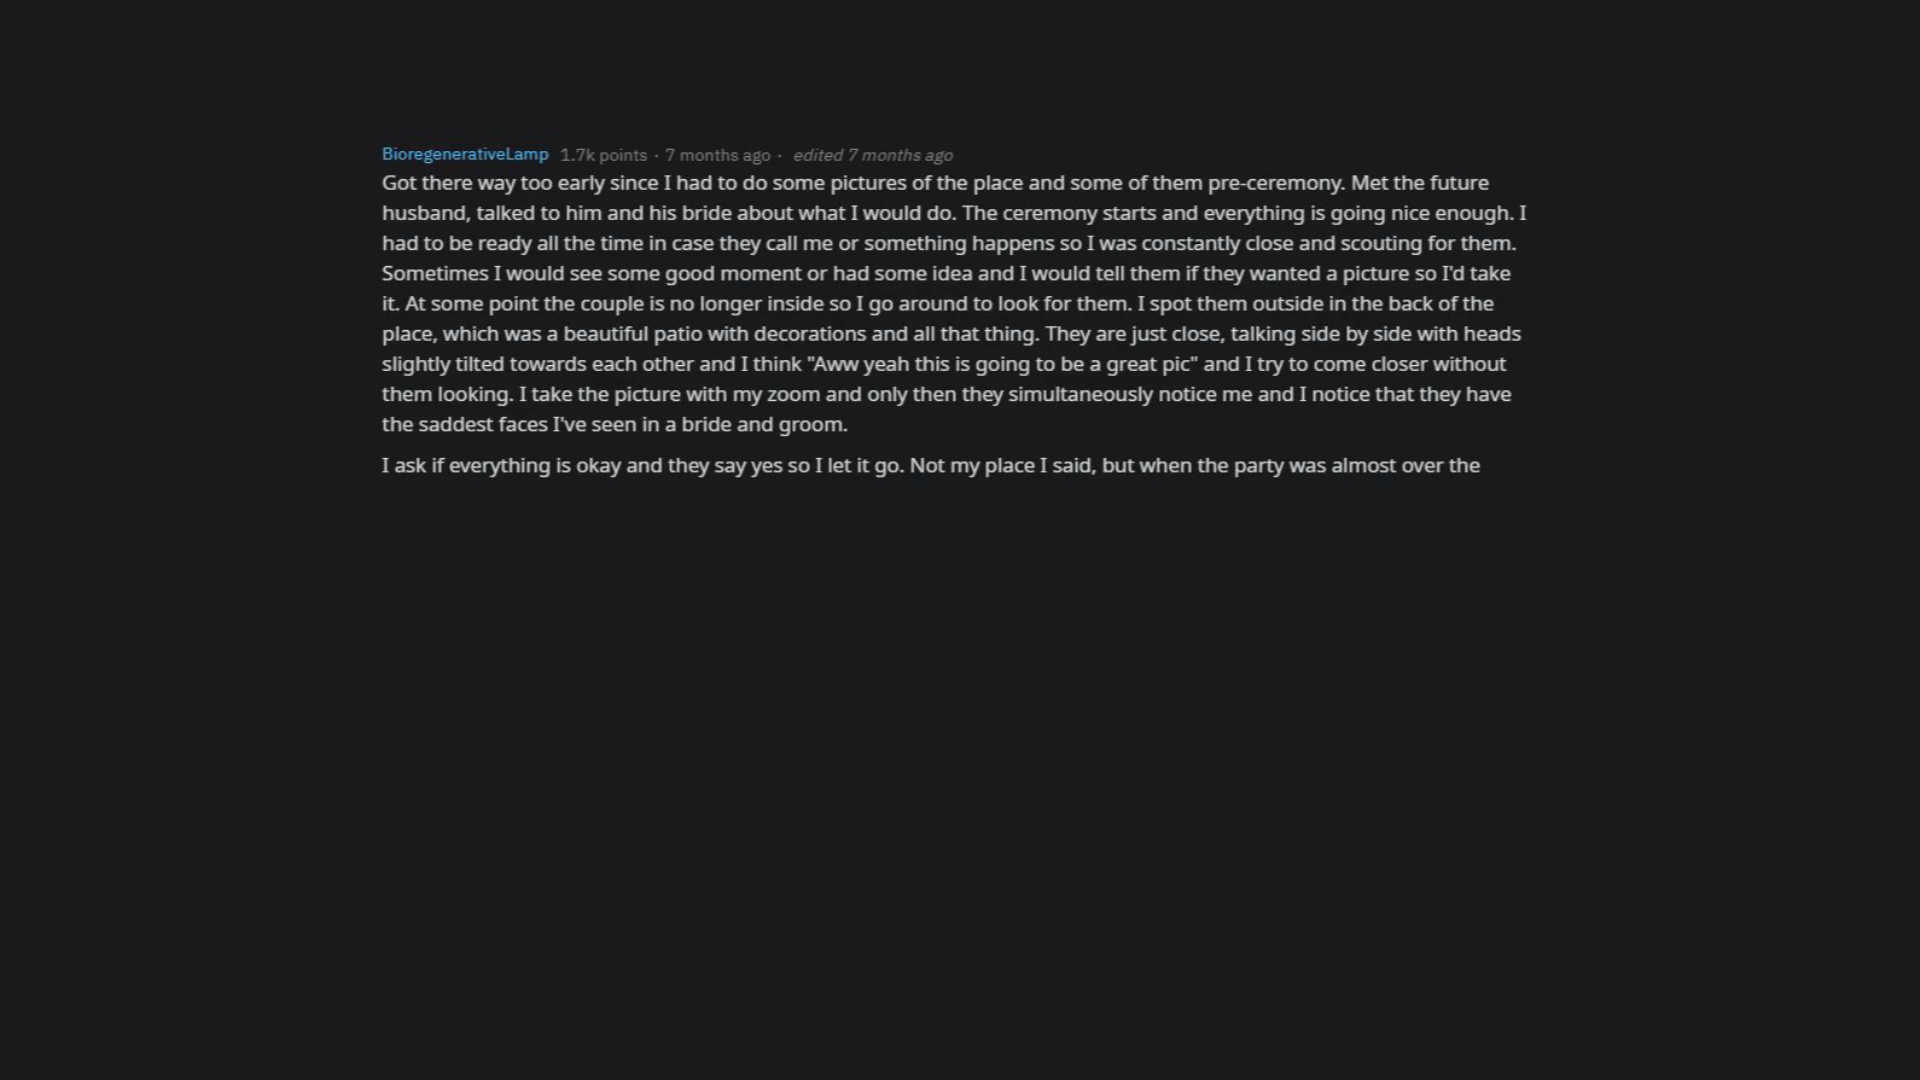 BioregenerativeLamp 1.7k points · 7 months ago · edited 7 months ago
Got there way too early since I had to do some pictures of the place and some of them pre-ceremony. Met the future
husband, talked to him and his bride about what I would do. The ceremony starts and everything is going nice enough. I
had to be ready all the time in case they call me or something happens so I was constantly close and scouting for them.
Sometimes I would see some good moment or had some idea and I would tell them if they wanted a picture so I'd take
it. At some point the couple is no longer inside so I go around to look for them. I spot them outside in the back of the
place, which was a beautiful patio with decorations and all that thing. They are just close, talking side by side with heads
slightly tilted towards each other and I think "Aww yeah this is going to be a great pic" and I try to come closer without
them looking. I take the picture with my zoom and only then they simultaneously notice me and I notice that they have
the saddest faces I've seen in a bride and groom.
I ask if everything is okay and they say yes so I let it go. Not my place I said, but when the party was almost over the